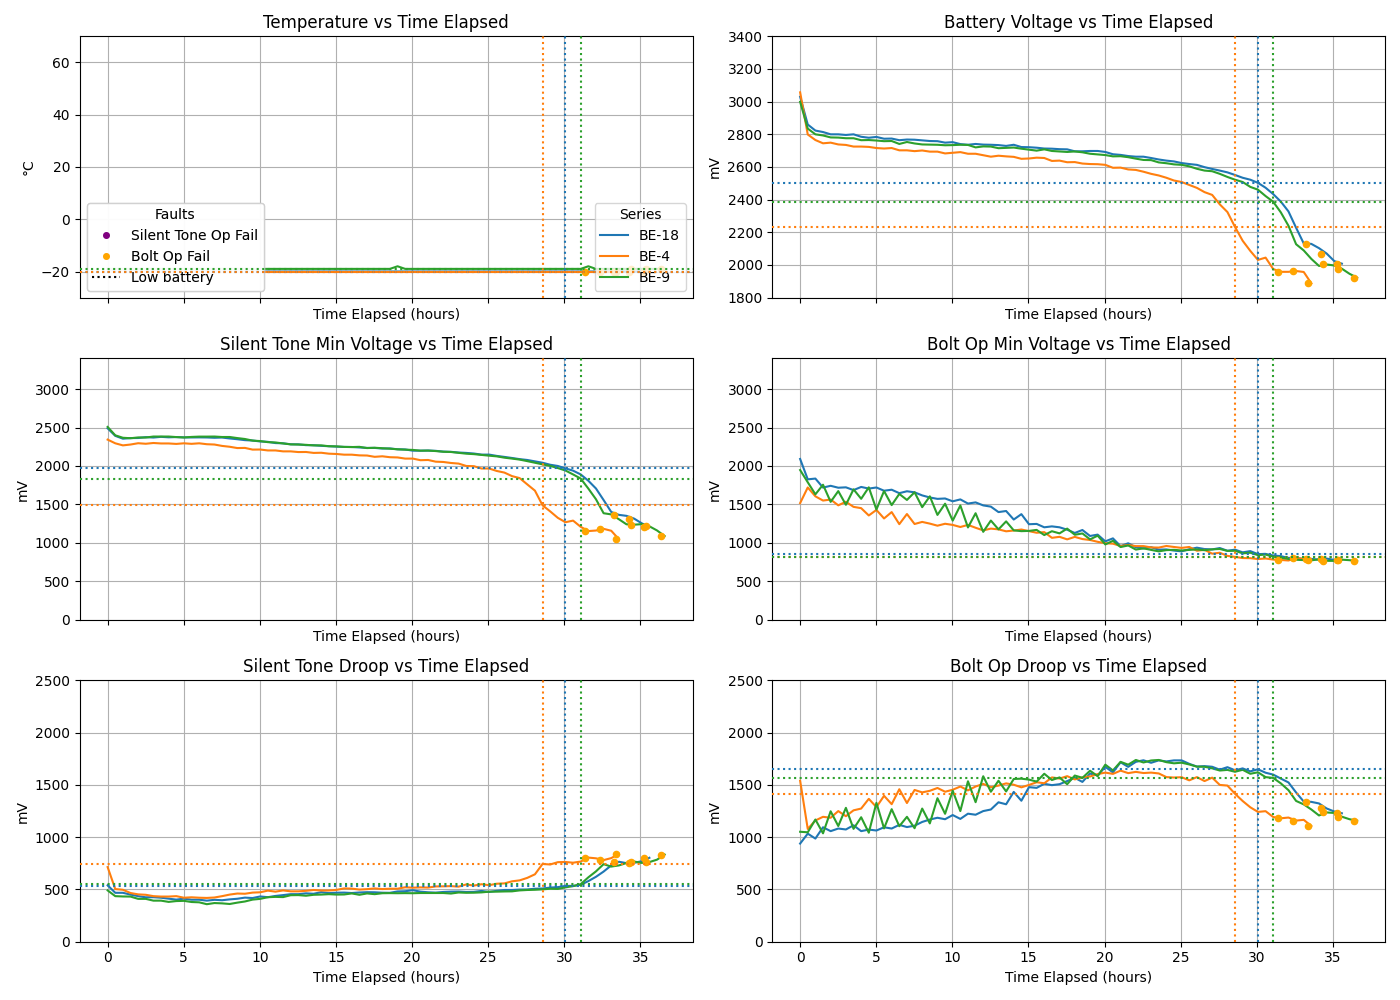 Temperature vs Time Elapsed
°C
60
40
20
0
−20
Faults
Silent Tone Op Fail
Bolt Op Fail
Low battery
Series
BE-18
BE-4
BE-9
Time Elapsed (hours)
Battery Voltage vs Time Elapsed
mV
3400
3200
3000
2800
2600
2400
2200
2000
1800
Time Elapsed (hours)
Silent Tone Min Voltage vs Time Elapsed
mV
3000
2500
2000
1500
1000
500
0
Time Elapsed (hours)
Bolt Op Min Voltage vs Time Elapsed
mV
3000
2500
2000
1500
1000
500
0
Time Elapsed (hours)
Silent Tone Droop vs Time Elapsed
mV
2500
2000
1500
1000
500
0
0 5 10 15 20 25 30 35
Time Elapsed (hours)
Bolt Op Droop vs Time Elapsed
mV
2500
2000
1500
1000
500
0
0 5 10 15 20 25 30 35
Time Elapsed (hours)